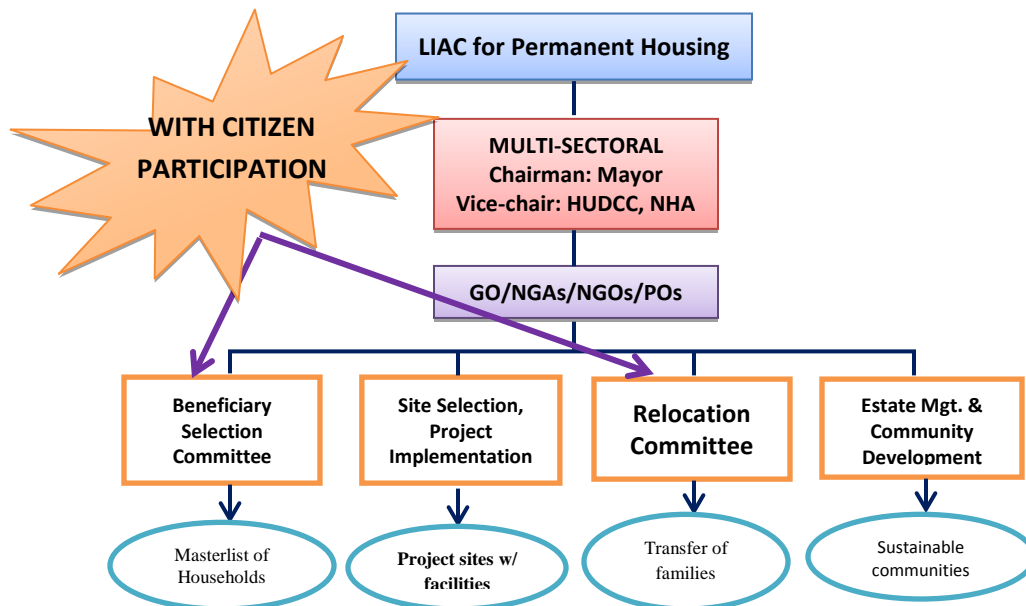 LIAC for Permanent Housing
WITH CITIZEN
PARTICIPATION
MULTI-SECTORAL
Chairman: Mayor
Vice-chair: HUDCC, NHA
GO/NGAs/NGOs/POs
Beneficiary
Selection
Committee
Site Selection,
Project
Implementation
Relocation
Committee
Estate Mgt. &
Community
Development
Masterlist of
Households
Project sites w/
facilities
Transfer of
families
Sustainable
communities